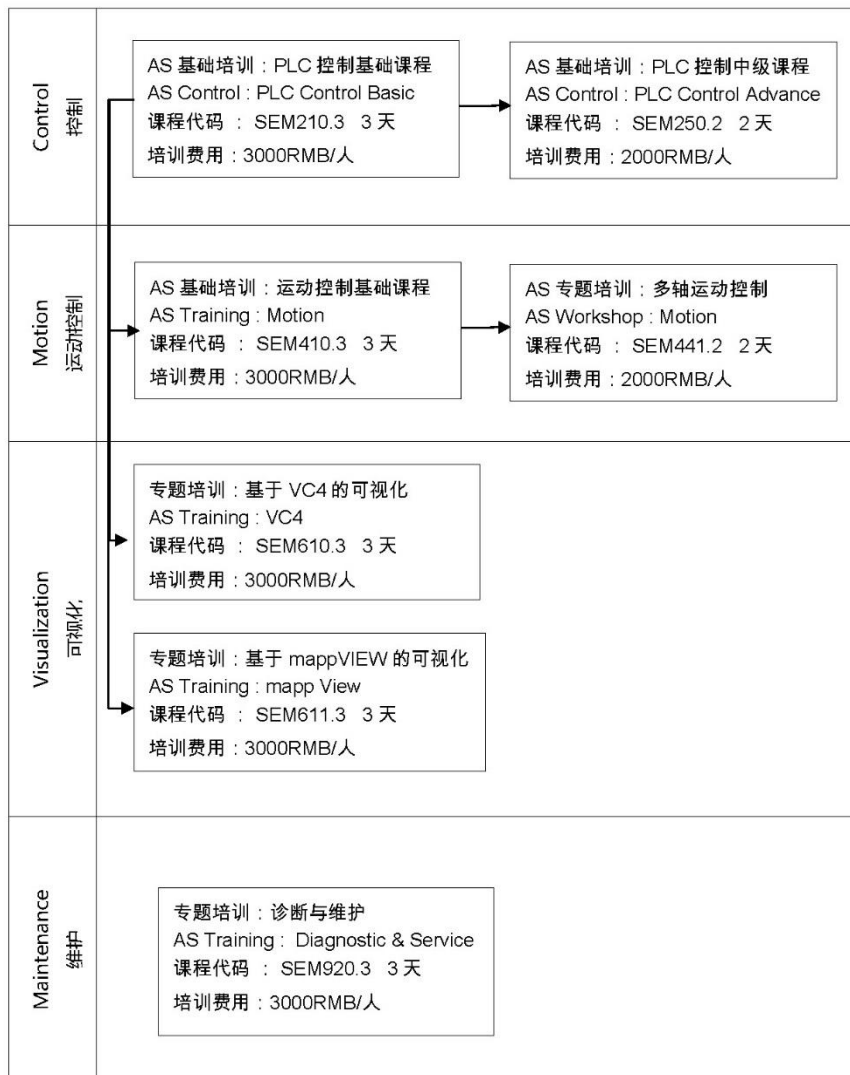 Control
控制
AS 基础培训：PLC 控制基础课程
AS Control : PLC Control Basic
课程代码 ： SEM210.3 3 天
培训费用：3000RMB/人
AS 基础培训：PLC 控制中级课程
AS Control : PLC Control Advance
课程代码 ： SEM250.2 2 天
培训费用：2000RMB/人
Motion
运动控制
AS 基础培训：运动控制基础课程
AS Training : Motion
课程代码 ： SEM410.3 3 天
培训费用：3000RMB/人
AS 专题培训：多轴运动控制
AS Workshop : Motion
课程代码 ： SEM441.2 2 天
培训费用：2000RMB/人
Visualization
可视化
专题培训：基于 VC4 的可视化
AS Training : VC4
课程代码 ： SEM610.3 3 天
培训费用：3000RMB/人
专题培训：基于 mappVIEW 的可视化
AS Training : mapp View
课程代码 ： SEM611.3 3 天
培训费用：3000RMB/人
Maintenance
维护
专题培训：诊断与维护
AS Training : Diagnostic & Service
课程代码 ： SEM920.3 3 天
培训费用：3000RMB/人